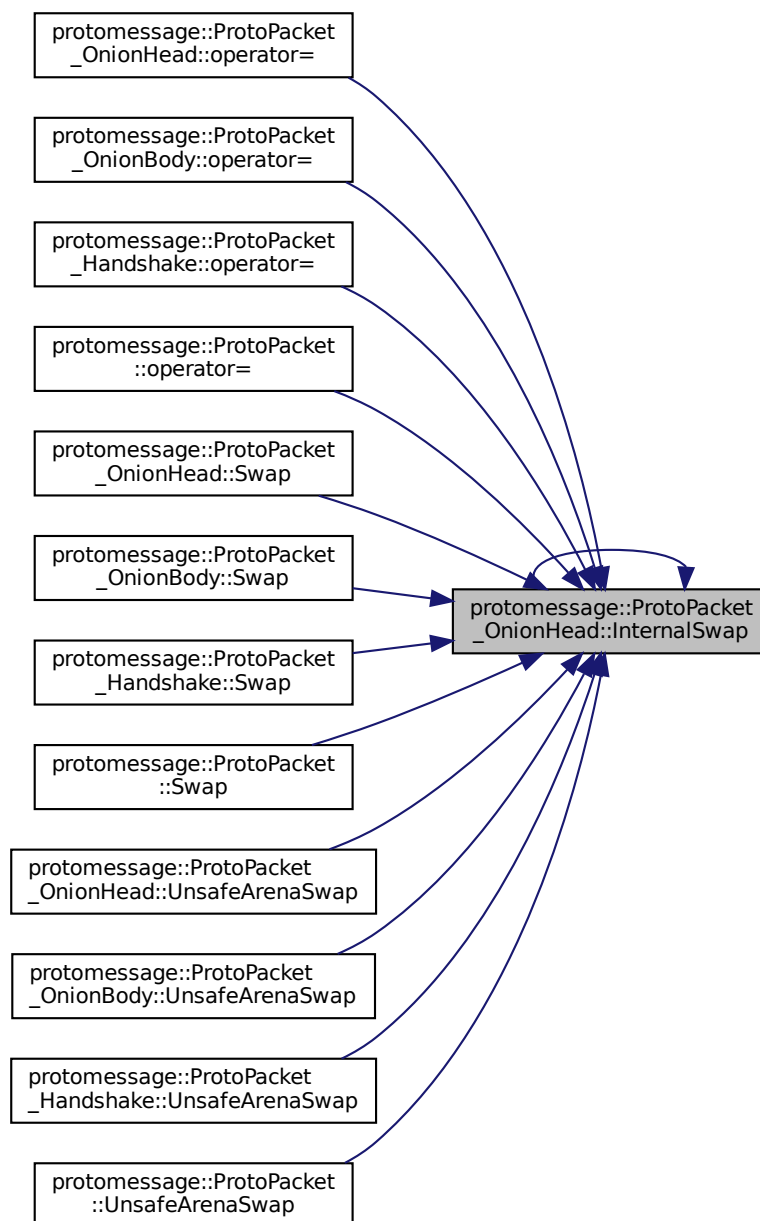 protomessage::ProtoPacket
_OnionHead::operator=
protomessage::ProtoPacket
_OnionBody::operator=
protomessage::ProtoPacket
_Handshake::operator=
protomessage::ProtoPacket
::operator=
protomessage::ProtoPacket
_OnionHead::Swap
protomessage::ProtoPacket
_OnionBody::Swap
protomessage::ProtoPacket
_OnionHead::InternalSwap
protomessage::ProtoPacket
_Handshake::Swap
protomessage::ProtoPacket
::Swap
protomessage::ProtoPacket
_OnionHead::UnsafeArenaSwap
protomessage::ProtoPacket
_OnionBody::UnsafeArenaSwap
protomessage::ProtoPacket
_Handshake::UnsafeArenaSwap
protomessage::ProtoPacket
::UnsafeArenaSwap